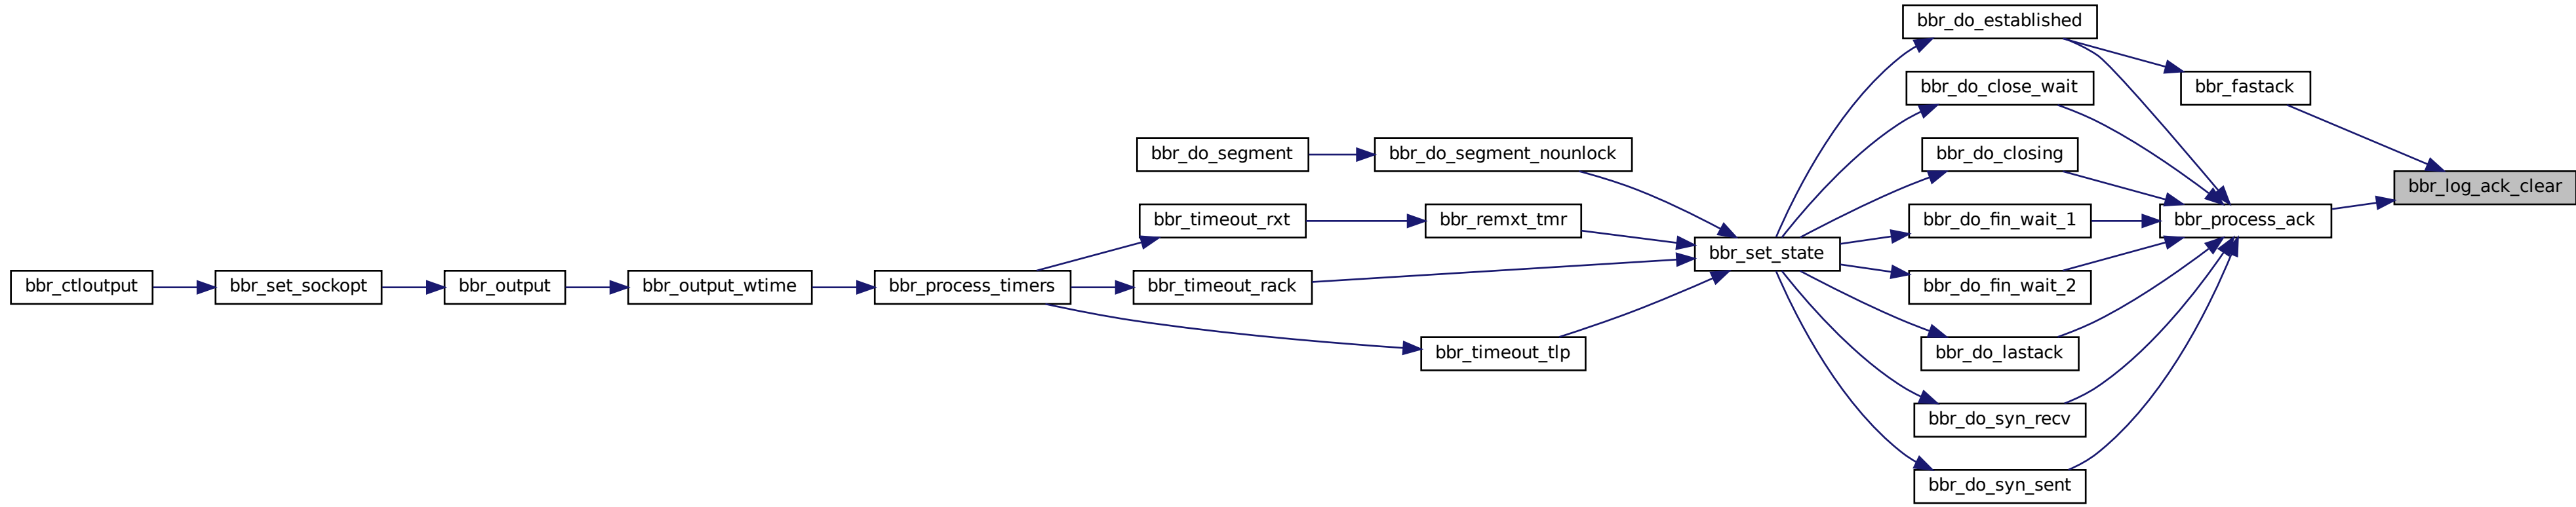 bbr_do_established
bbr_do_close_wait
bbr_fastack
bbr_do_segment
bbr_do_segment_nounlock
bbr_do_closing
bbr_log_ack_clear
bbr_timeout_rxt
bbr_remxt_tmr
bbr_do_fin_wait_1
bbr_process_ack
bbr_set_state
bbr_ctloutput
bbr_set_sockopt
bbr_output
bbr_output_wtime
bbr_process_timers
bbr_timeout_rack
bbr_do_fin_wait_2
bbr_timeout_tlp
bbr_do_lastack
bbr_do_syn_recv
bbr_do_syn_sent